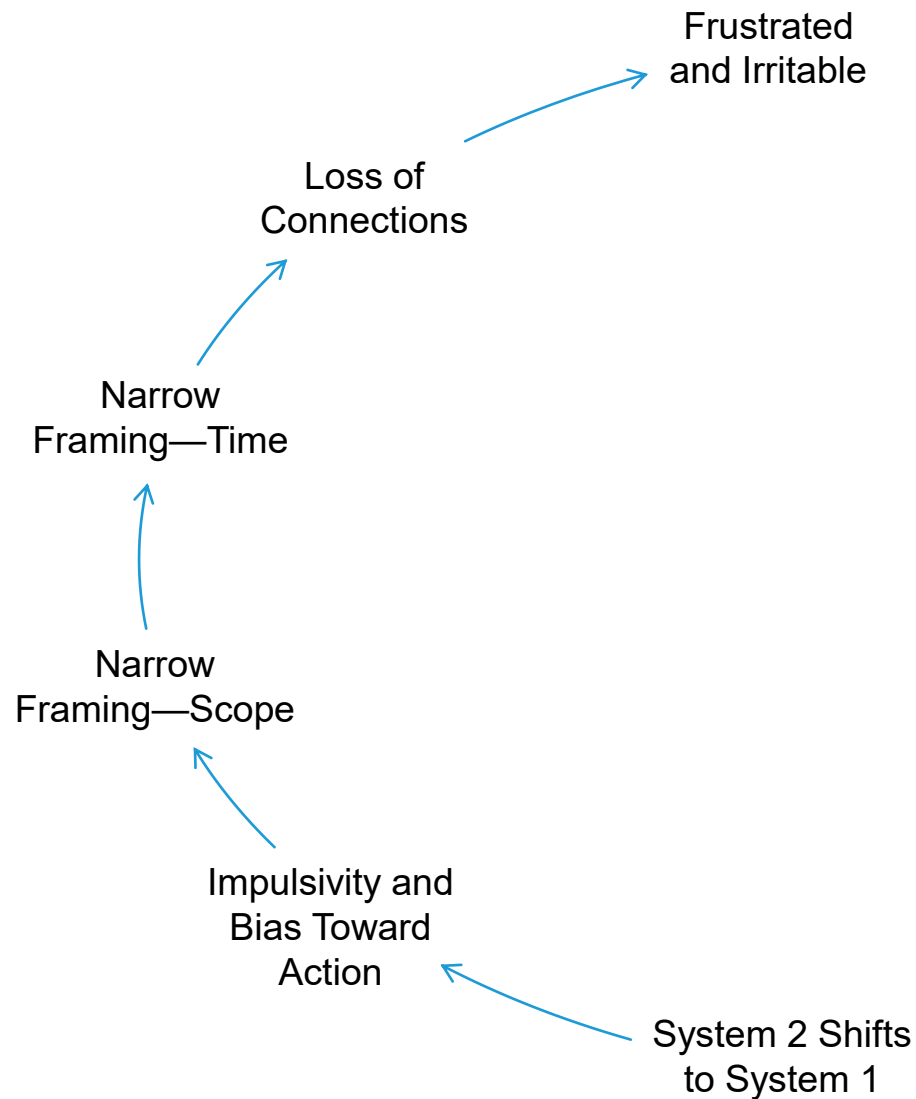 Frustrated
and Irritable
Loss of
Connections
Narrow
Framing—Time
Narrow
Framing—Scope
Impulsivity and
Bias Toward
Action
System 2 Shifts
to System 1